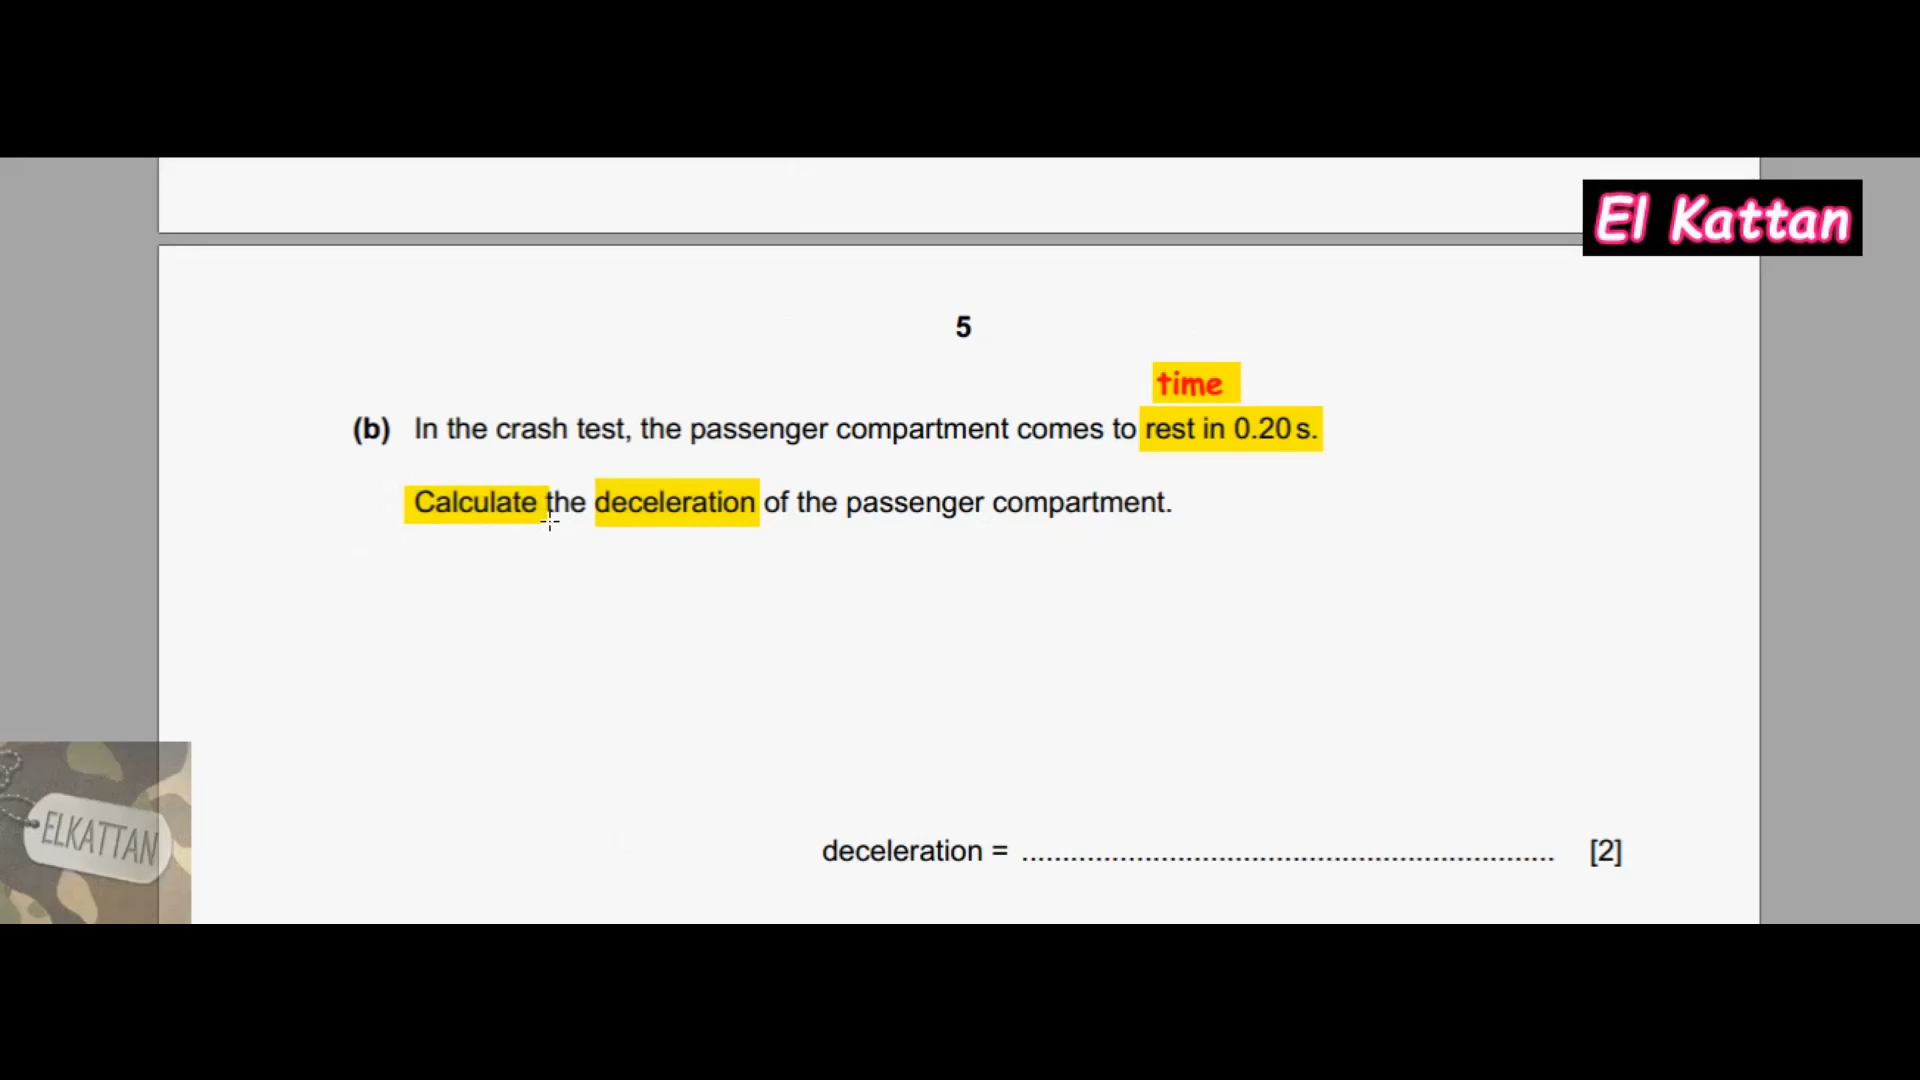 El Kattan
5
time
(b) In the crash test, the passenger compartment comes to rest in 0.20 s.
Calculate the deceleration of the passenger compartment.
deceleration = ................................................................ [2]
ELKATTAN